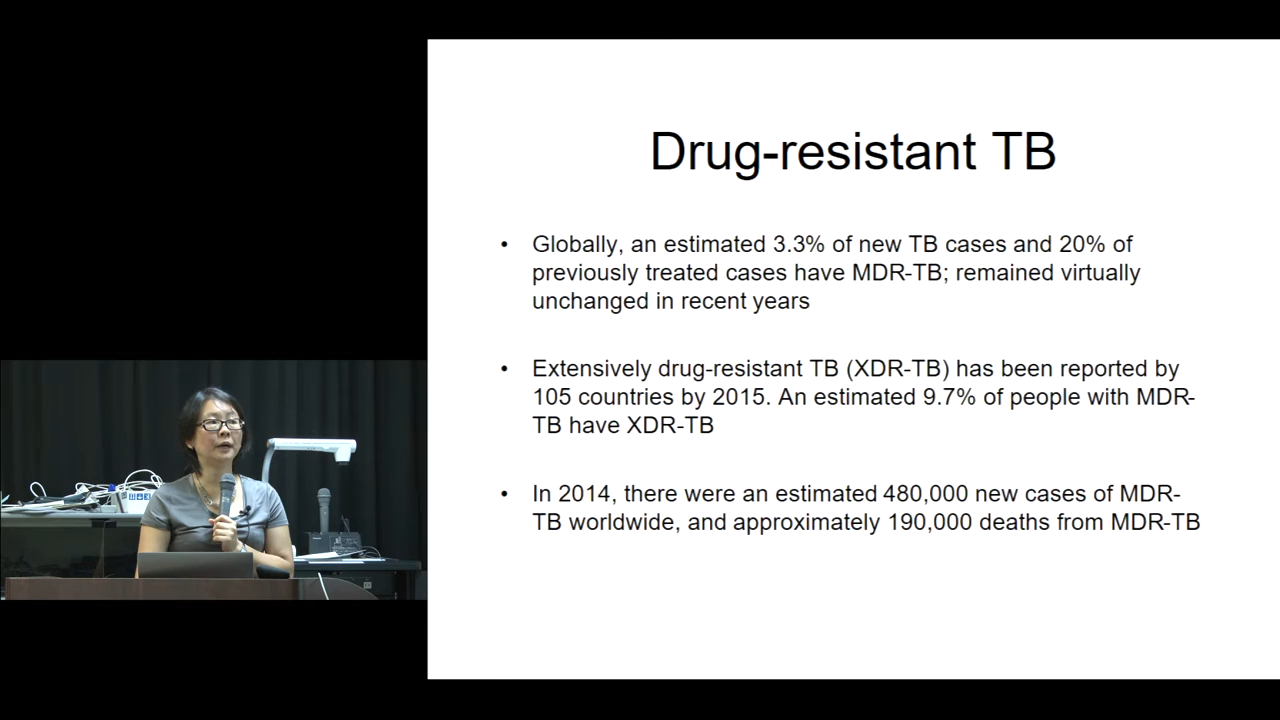 Drug-resistant TB
• Globally, an estimated 3.3% of new TB cases and 20% of
previously treated cases have MDR-TB; remained virtually
unchanged in recent years
• Extensively drug-resistant TB (XDR-TB) has been reported by
105 countries by 2015. An estimated 9.7% of people with MDR-
TB have XDR-TB
• In 2014, there were an estimated 480,000 new cases of MDR-
TB worldwide, and approximately 190,000 deaths from MDR-TB